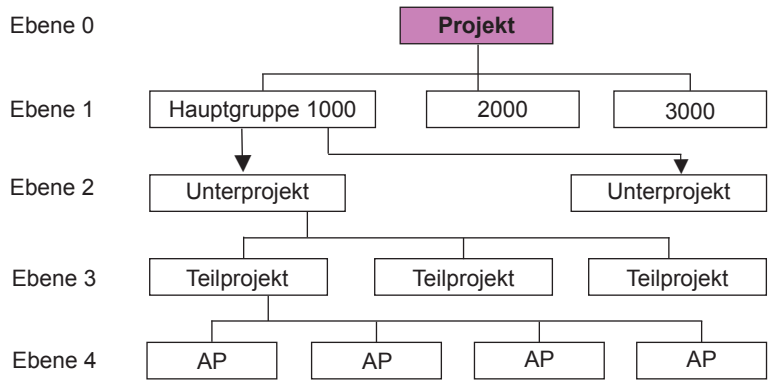 Ebene 0 Projekt
Ebene 1 Hauptgruppe 1000 2000 3000
Ebene 2 Unterprojekt Unterprojekt
Ebene 3 Teilprojekt Teilprojekt Teilprojekt
Ebene 4 AP AP AP AP